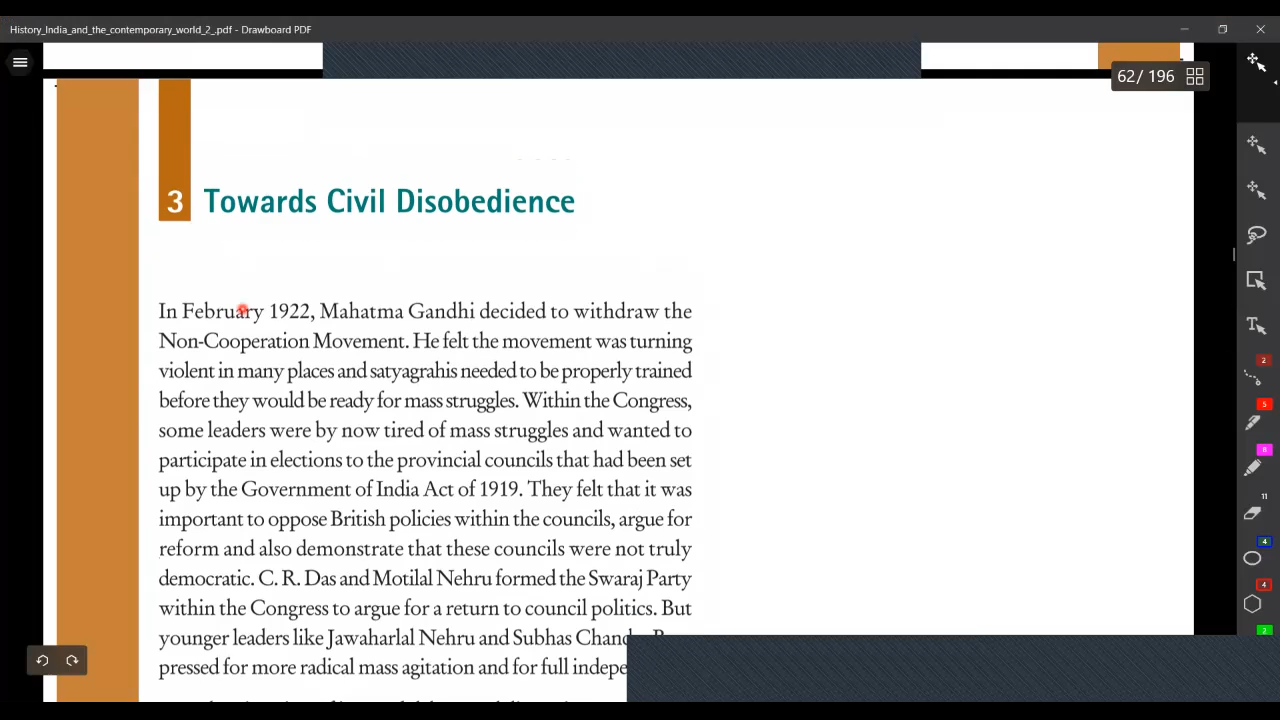 History_India_and_the_contemporary_world_2_.pdf - Drawboard PDF
62/ 196
3 Towards Civil Disobedience
In February 1922, Mahatma Gandhi decided to withdraw the
Non-Cooperation Movement. He felt the movement was turning
violent in many places and satyagrahis needed to be properly trained
before they would be ready for mass struggles. Within the Congress,
some leaders were by now tired of mass struggles and wanted to
participate in elections to the provincial councils that had been set
up by the Government of India Act of 1919. They felt that it was
important to oppose British policies within the councils, argue for
reform and also demonstrate that these councils were not truly
democratic. C. R. Das and Motilal Nehru formed the Swaraj Party
within the Congress to argue for a return to council politics. But
younger leaders like Jawaharlal Nehru and Subhas
pressed for more radical mass agitation and for full
2
5
8
11
4
4
2